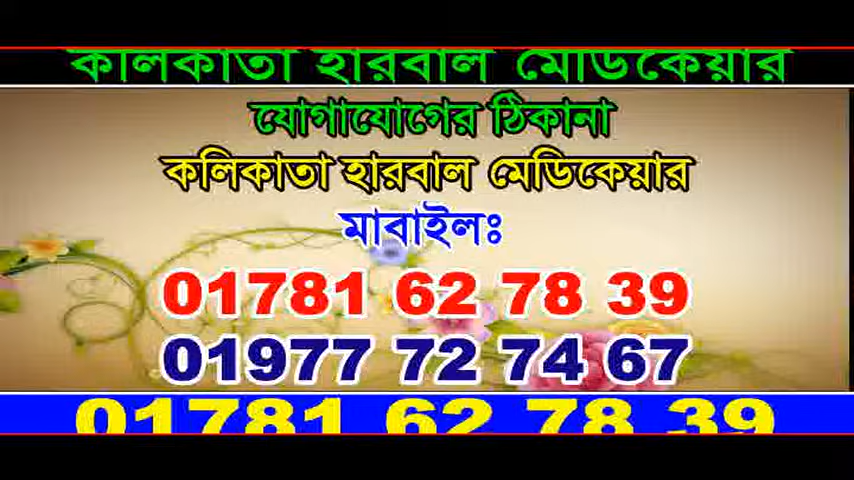 কালকাতা হারবাল মোডকেয়ার
যোগাযোগের ঠিকানা
কলিকাতা হারবাল মেডিকেয়ার
মাবাইলঃ
01781 62 78 39
01977 72 74 67
01781 62 78 39